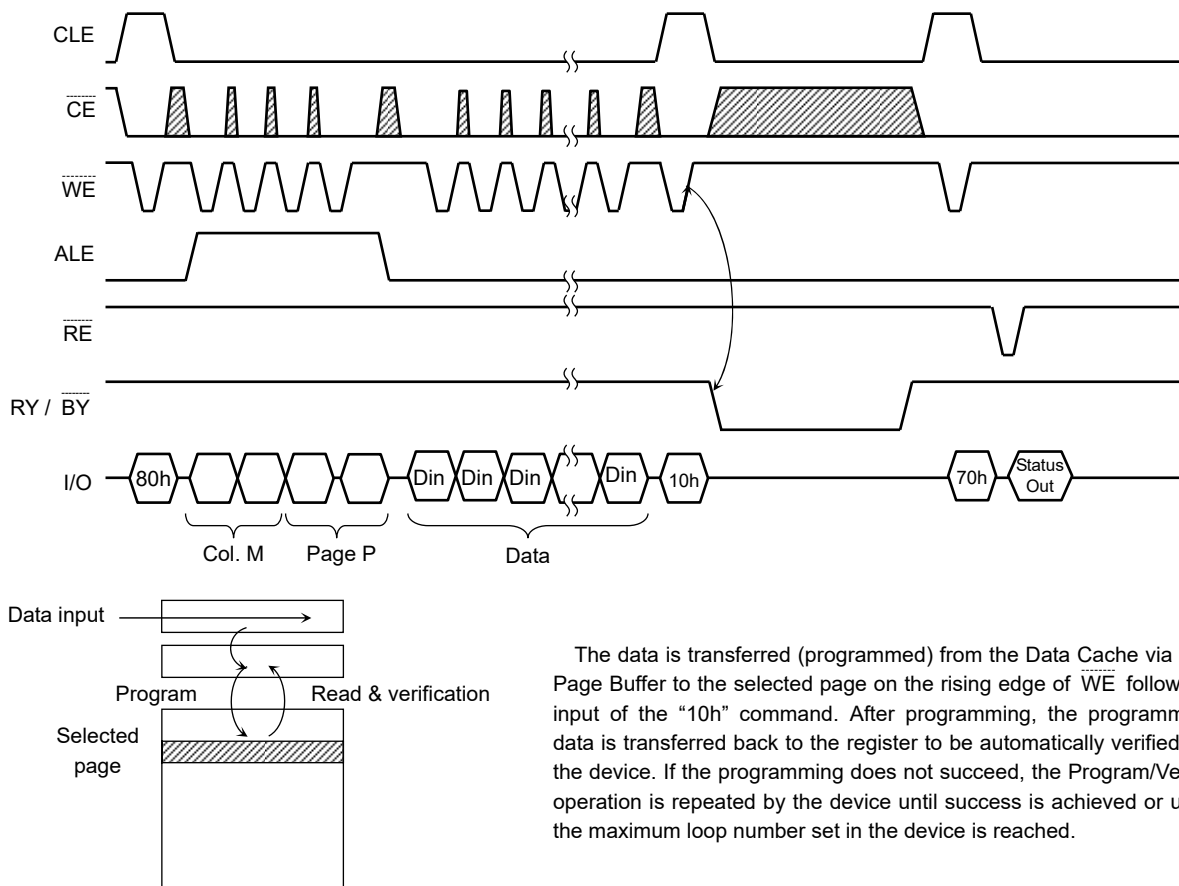 CLE
CE
WE
ALE
RE
RY / BY
I/O
80h
Din
Din
Din
Din
10h
70h
Status
Out
Col. M
Page P
Data
Data input
Program
Read & verification
Selected
page
The data is transferred (programmed) from the Data Cache via
Page Buffer to the selected page on the rising edge of WE follow
input of the “10h” command. After programming, the programm
data is transferred back to the register to be automatically verified
the device. If the programming does not succeed, the Program/Ve
operation is repeated by the device until success is achieved or u
the maximum loop number set in the device is reached.